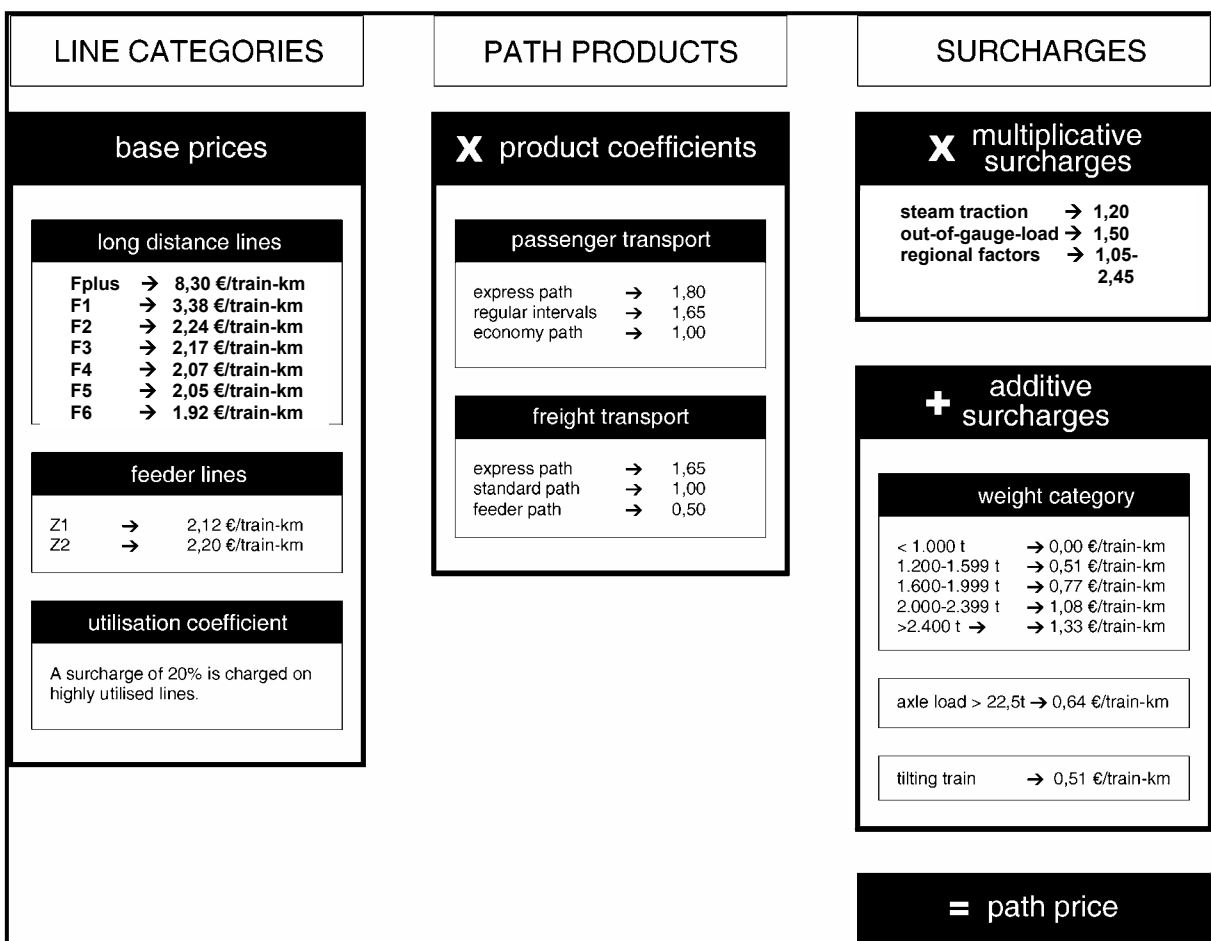 LINE CATEGORIES
base prices
long distance lines
Fplus → 8,30 €/train-km
F1 → 3,38 €/train-km
F2 → 2,24 €/train-km
F3 → 2,17 €/train-km
F4 → 2,07 €/train-km
F5 → 2,05 €/train-km
F6 → 1,92 €/train-km
feeder lines
Z1 → 2,12 €/train-km
Z2 → 2,20 €/train-km
utilisation coefficient
A surcharge of 20% is charged on
highly utilised lines.
PATH PRODUCTS
X product coefficients
passenger transport
express path → 1,80
regular intervals → 1,65
economy path → 1,00
freight transport
express path → 1,65
standard path → 1,00
feeder path → 0,50
SURCHARGES
X multiplicative
surcharges
steam traction → 1,20
out-of-gauge-load → 1,50
regional factors → 1,05-
2,45
+ additive
surcharges
weight category
< 1.000 t → 0,00 €/train-km
1.200-1.599 t → 0,51 €/train-km
1.600-1.999 t → 0,77 €/train-km
2.000-2.399 t → 1,08 €/train-km
>2.400 t → → 1,33 €/train-km
axle load > 22,5t → 0,64 €/train-km
tilting train → 0,51 €/train-km
= path price